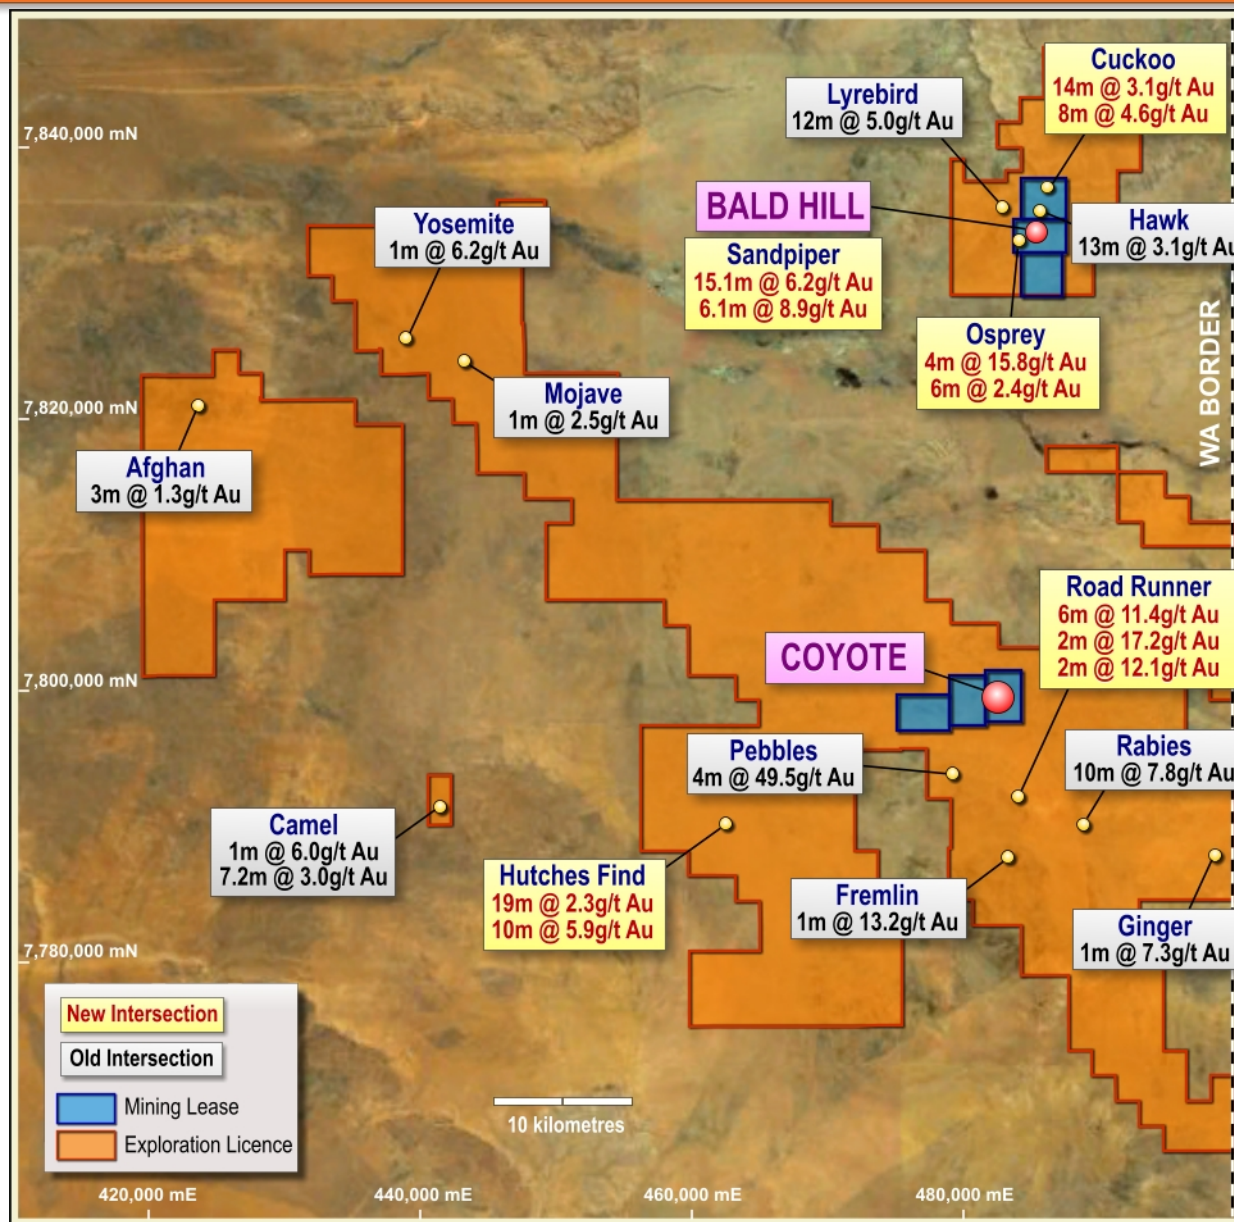 Cuckoo
14m @ 3.1g/t Au
8m @ 4.6g/t Au
Lyrebird
12m @ 5.0g/t Au
7,840,000 mN
BALD HILL
Sandpiper
15.1m @ 6.2g/t Au
6.1m @ 8.9g/t Au
Hawk
13m @ 3.1g/t Au
Yosemite
1m @ 6.2g/t Au
Osprey
4m @ 15.8g/t Au
6m @ 2.4g/t Au
WA BORDER
Mojave
1m @ 2.5g/t Au
7,820,000 mN
Afghan
3m @ 1.3g/t Au
Road Runner
6m @ 11.4g/t Au
2m @ 17.2g/t Au
2m @ 12.1g/t Au
COYOTE
7,800,000 mN
Pebbles
4m @ 49.5g/t Au
Rabies
10m @ 7.8g/t Au
Camel
1m @ 6.0g/t Au
7.2m @ 3.0g/t Au
Hutches Find
19m @ 2.3g/t Au
10m @ 5.9g/t Au
Fremlin
1m @ 13.2g/t Au
Ginger
1m @ 7.3g/t Au
7,780,000 mN
New Intersection
Old Intersection
Mining Lease
Exploration Licence
10 kilometres
420,000 mE
440,000 mE
460,000 mE
480,000 mE